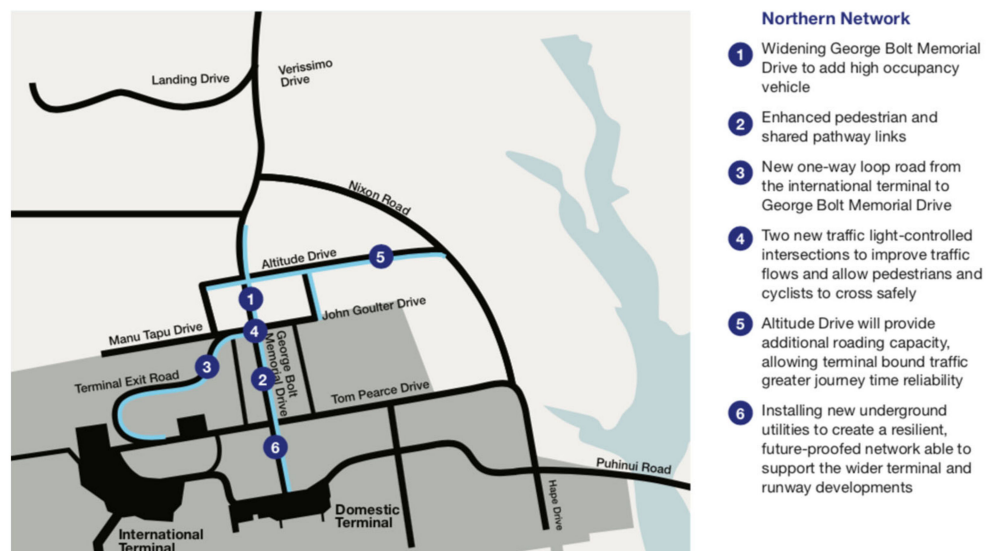 Landing Drive
Verissimo
Drive
Nixon Road
Altitude Drive
5
1
John Goulter Drive
Manu Tapu Drive
4
George Bolt
Memorial Drive
3
Terminal Exit Road
2
Tom Pearce Drive
6
Puhinui Road
Hape Drive
Domestic
Terminal
International
Terminal
Northern Network
1 Widening George Bolt Memorial
Drive to add high occupancy
vehicle
2 Enhanced pedestrian and
shared pathway links
3 New one-way loop road from
the international terminal to
George Bolt Memorial Drive
4 Two new traffic light-controlled
intersections to improve traffic
flows and allow pedestrians and
cyclists to cross safely
5 Altitude Drive will provide
additional roading capacity,
allowing terminal bound traffic
greater journey time reliability
6 Installing new underground
utilities to create a resilient,
future-proofed network able to
support the wider terminal and
runway developments